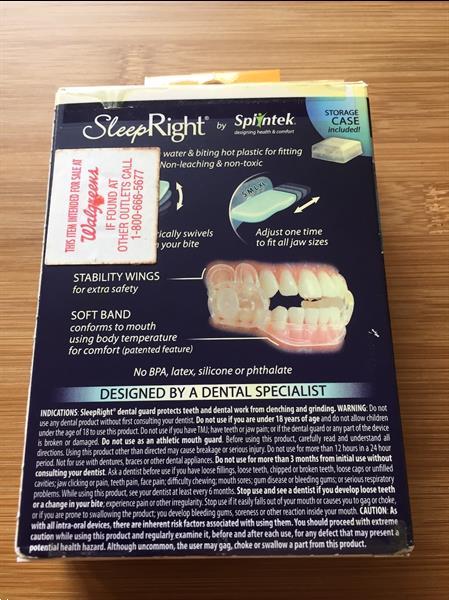 SleepRight® by Spintek™
designing health & comfort
STORAGE
CASE
included!
water & biting hot plastic for fitting
Non-leaching & non-toxic
THIS ITEM INTENDED FOR SALE AT
Walgreens
IF FOUND AT
OTHER OUTLETS CALL
1-800-666-5677
S M L XL
ically swivels
your bite
Adjust one time
to fit all jaw sizes
STABILITY WINGS
for extra safety
SOFT BAND
conforms to mouth
using body temperature
for comfort (patented feature)
No BPA, latex, silicone or phthalate
DESIGNED BY A DENTAL SPECIALIST
INDICATIONS: SleepRight® dental guard protects teeth and dental work from clenching and grinding. WARNING: Do not
use any dental product without first consulting your dentist. Do not use if you are under 18 years of age and do not allow children
under the age of 18 to use this product. Do not use if you have TMJ; have teeth or jaw pain; or if the dental guard or any part of the device
is broken or damaged. Do not use as an athletic mouth guard. Before using this product, carefully read and understand all
directions. Using this product other than directed may cause breakage or serious injury. Do not use for more than 12 hours in a 24 hour
period. Not for use with dentures, braces or other dental appliances. Do not use for more than 3 months from initial use without
consulting your dentist. Ask a dentist before use if you have loose fillings, loose teeth, chipped or broken teeth, loose caps or unfilled
cavities; jaw clicking or pain, teeth pain, face pain; difficulty chewing; mouth sores; gum disease or bleeding gums; or serious respiratory
problems. While using this product, see your dentist at least every 6 months. Stop use and see a dentist if you develop loose teeth
or a change in your bite; experience pain or other irregularity. Stop use if it easily falls out of your mouth or causes you to gag or choke,
or if you are prone to swallowing the product; you develop bleeding gums, soreness or other reaction inside your mouth. CAUTION: As
with all intra-oral devices, there are inherent risk factors associated with using them. You should proceed with extreme
caution while using this product and regularly examine it, before and after each use, for any defect that may present a
potential health hazard. Although uncommon, the user may gag, choke or swallow a part from this product.